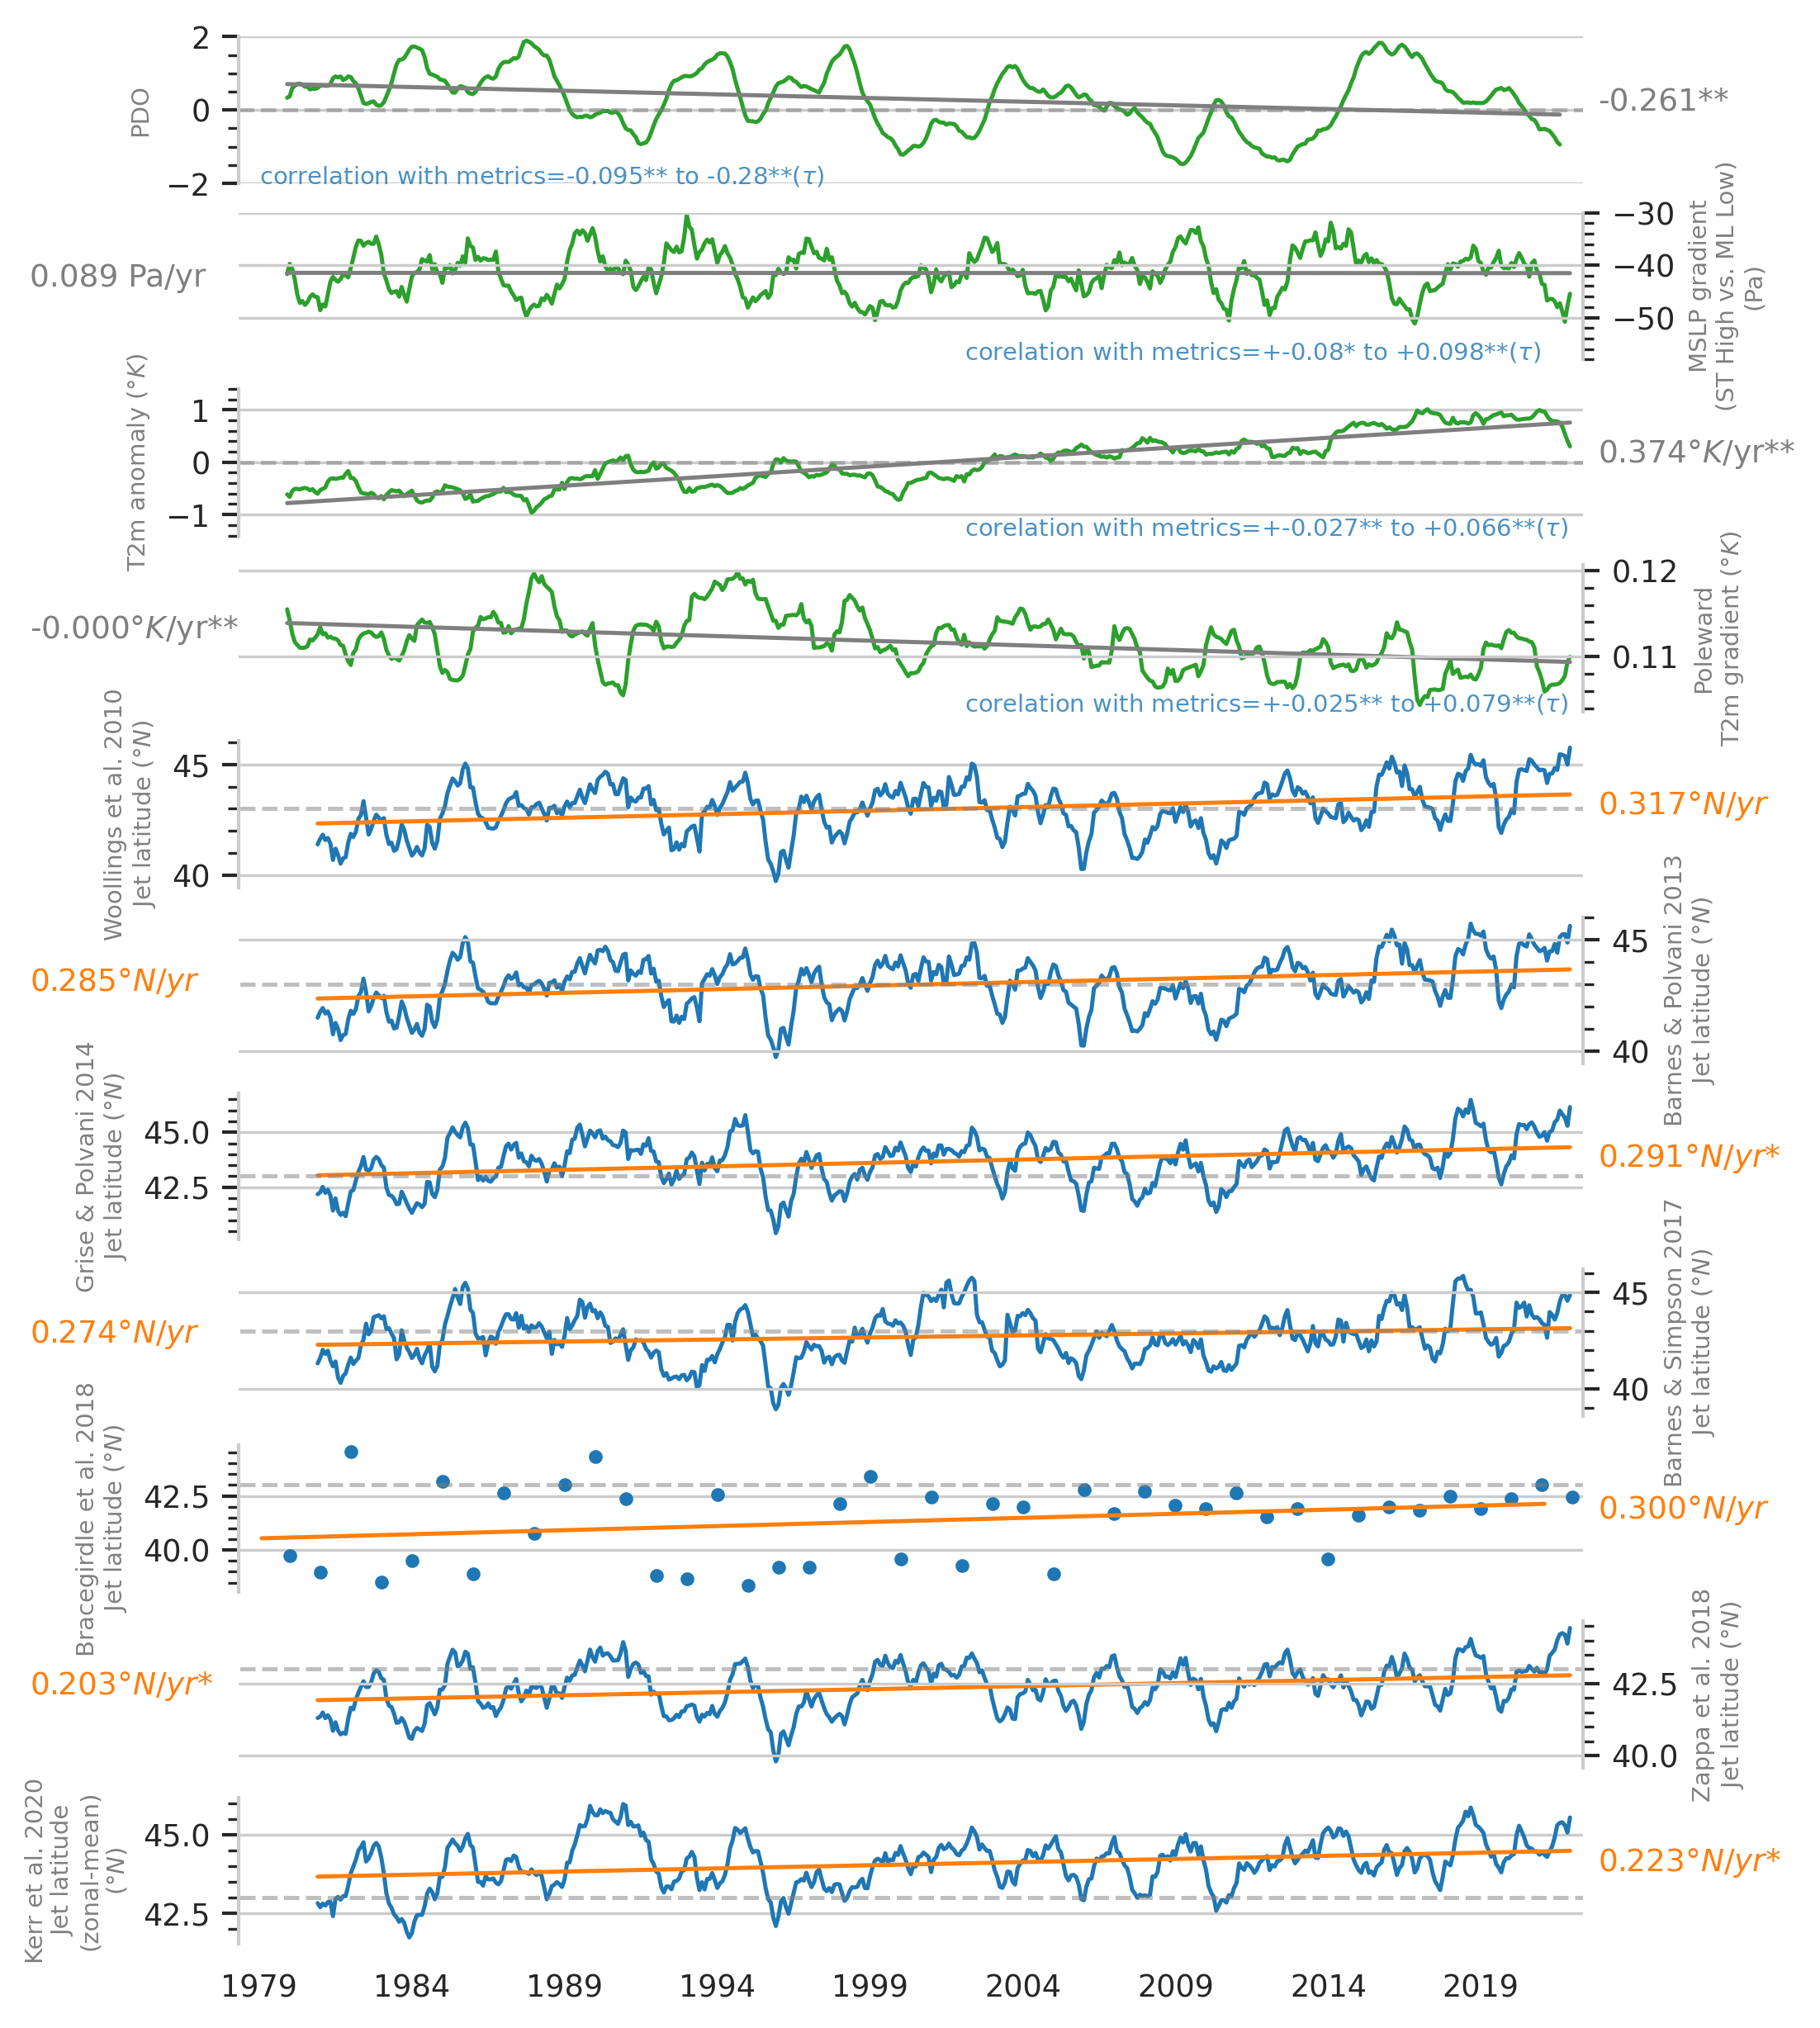 2
0
−2
PDO
-0.261**
correlation with metrics=-0.095** to -0.28**(τ)
0.089 Pa/yr
−30
−40
−50
MSLP gradient
(ST High vs. ML Low)
(Pa)
corelation with metrics=+-0.08* to +0.098**(τ)
T2m anomaly (°K)
1
0
−1
0.374°K/yr**
corelation with metrics=+-0.027** to +0.066**(τ)
-0.000°K/yr**
0.12
0.11
Poleward
T2m gradient (°K)
corelation with metrics=+-0.025** to +0.079**(τ)
Woollings et al. 2010
Jet latitude (°N)
45
40
0.317°N/yr
0.285°N/yr
45
40
Barnes & Polvani 2013
Jet latitude (°N)
Grise & Polvani 2014
Jet latitude (°N)
45.0
42.5
0.291°N/yr*
0.274°N/yr
45
40
Barnes & Simpson 2017
Jet latitude (°N)
Bracegirdle et al. 2018
Jet latitude (°N)
42.5
40.0
0.300°N/yr
0.203°N/yr*
42.5
40.0
Zappa et al. 2018
Jet latitude (°N)
Kerr et al. 2020
Jet latitude
(zonal-mean)
(°N)
45.0
42.5
0.223°N/yr*
1979 1984 1989 1994 1999 2004 2009 2014 2019